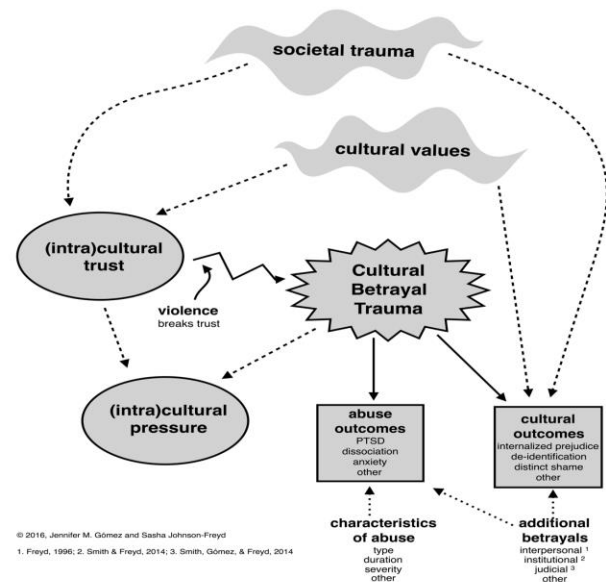 societal trauma
cultural values
(intra)cultural
trust
violence
breaks trust
Cultural
Betrayal
Trauma
(intra)cultural
pressure
abuse
outcomes
PTSD
dissociation
anxiety
other
cultural
outcomes
internalized prejudice
de-identification
distinct shame
other
characteristics
of abuse
type
duration
severity
other
additional
betrayals
interpersonal 1
institutional 2
judicial 3
other
© 2016, Jennifer M. Gómez and Sasha Johnson-Freyd
1. Freyd, 1996; 2. Smith & Freyd, 2014; 3. Smith, Gómez, & Freyd, 2014